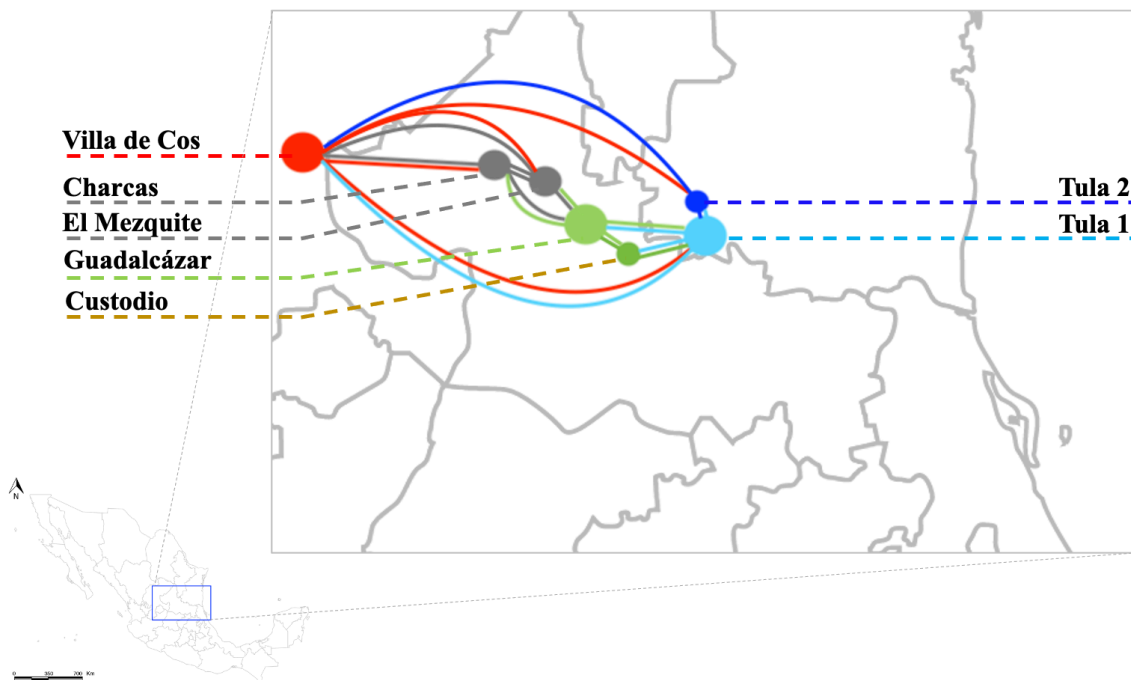 Villa de Cos
Charcas
El Mezquite
Guadalcázar
Custodio
Tula 2
Tula 1
N
0 350 700 Km